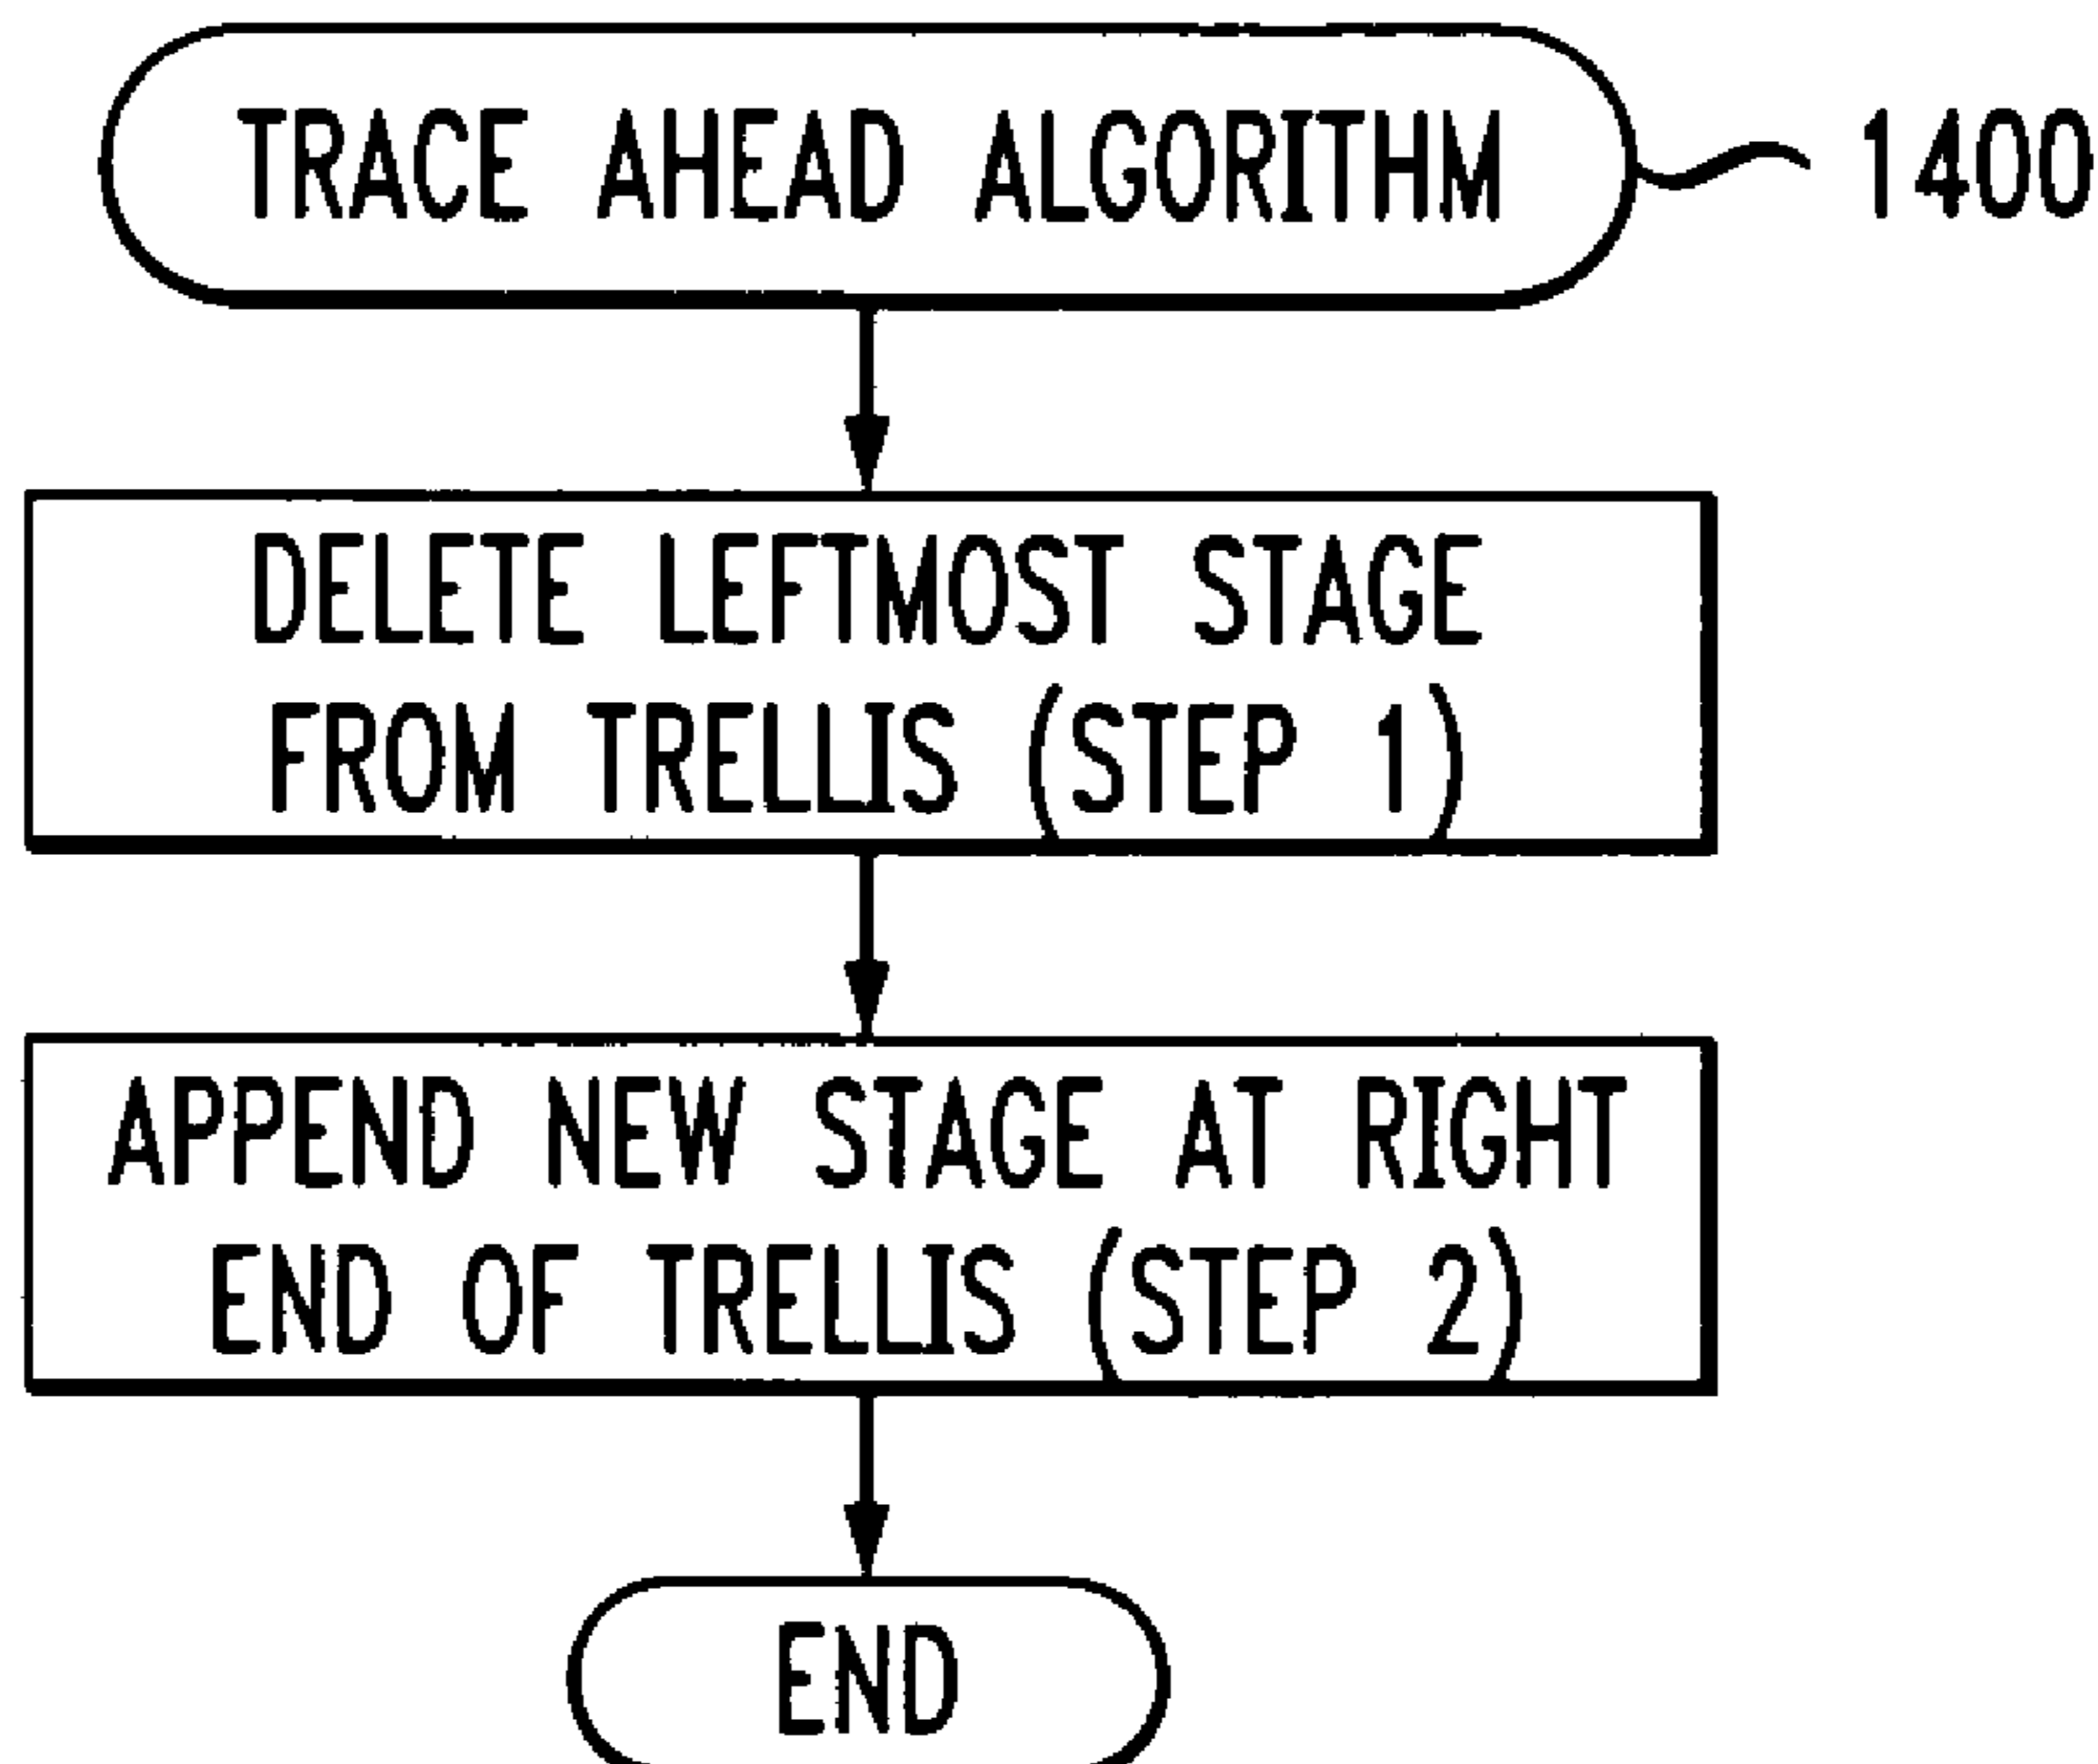 TRACE AHEAD ALGORITHM
1400
DELETE LEFTMOST STAGE
FROM TRELLIS (STEP 1)
APPEND NEW STAGE AT RIGHT
END OF TRELLIS (STEP 2)
END